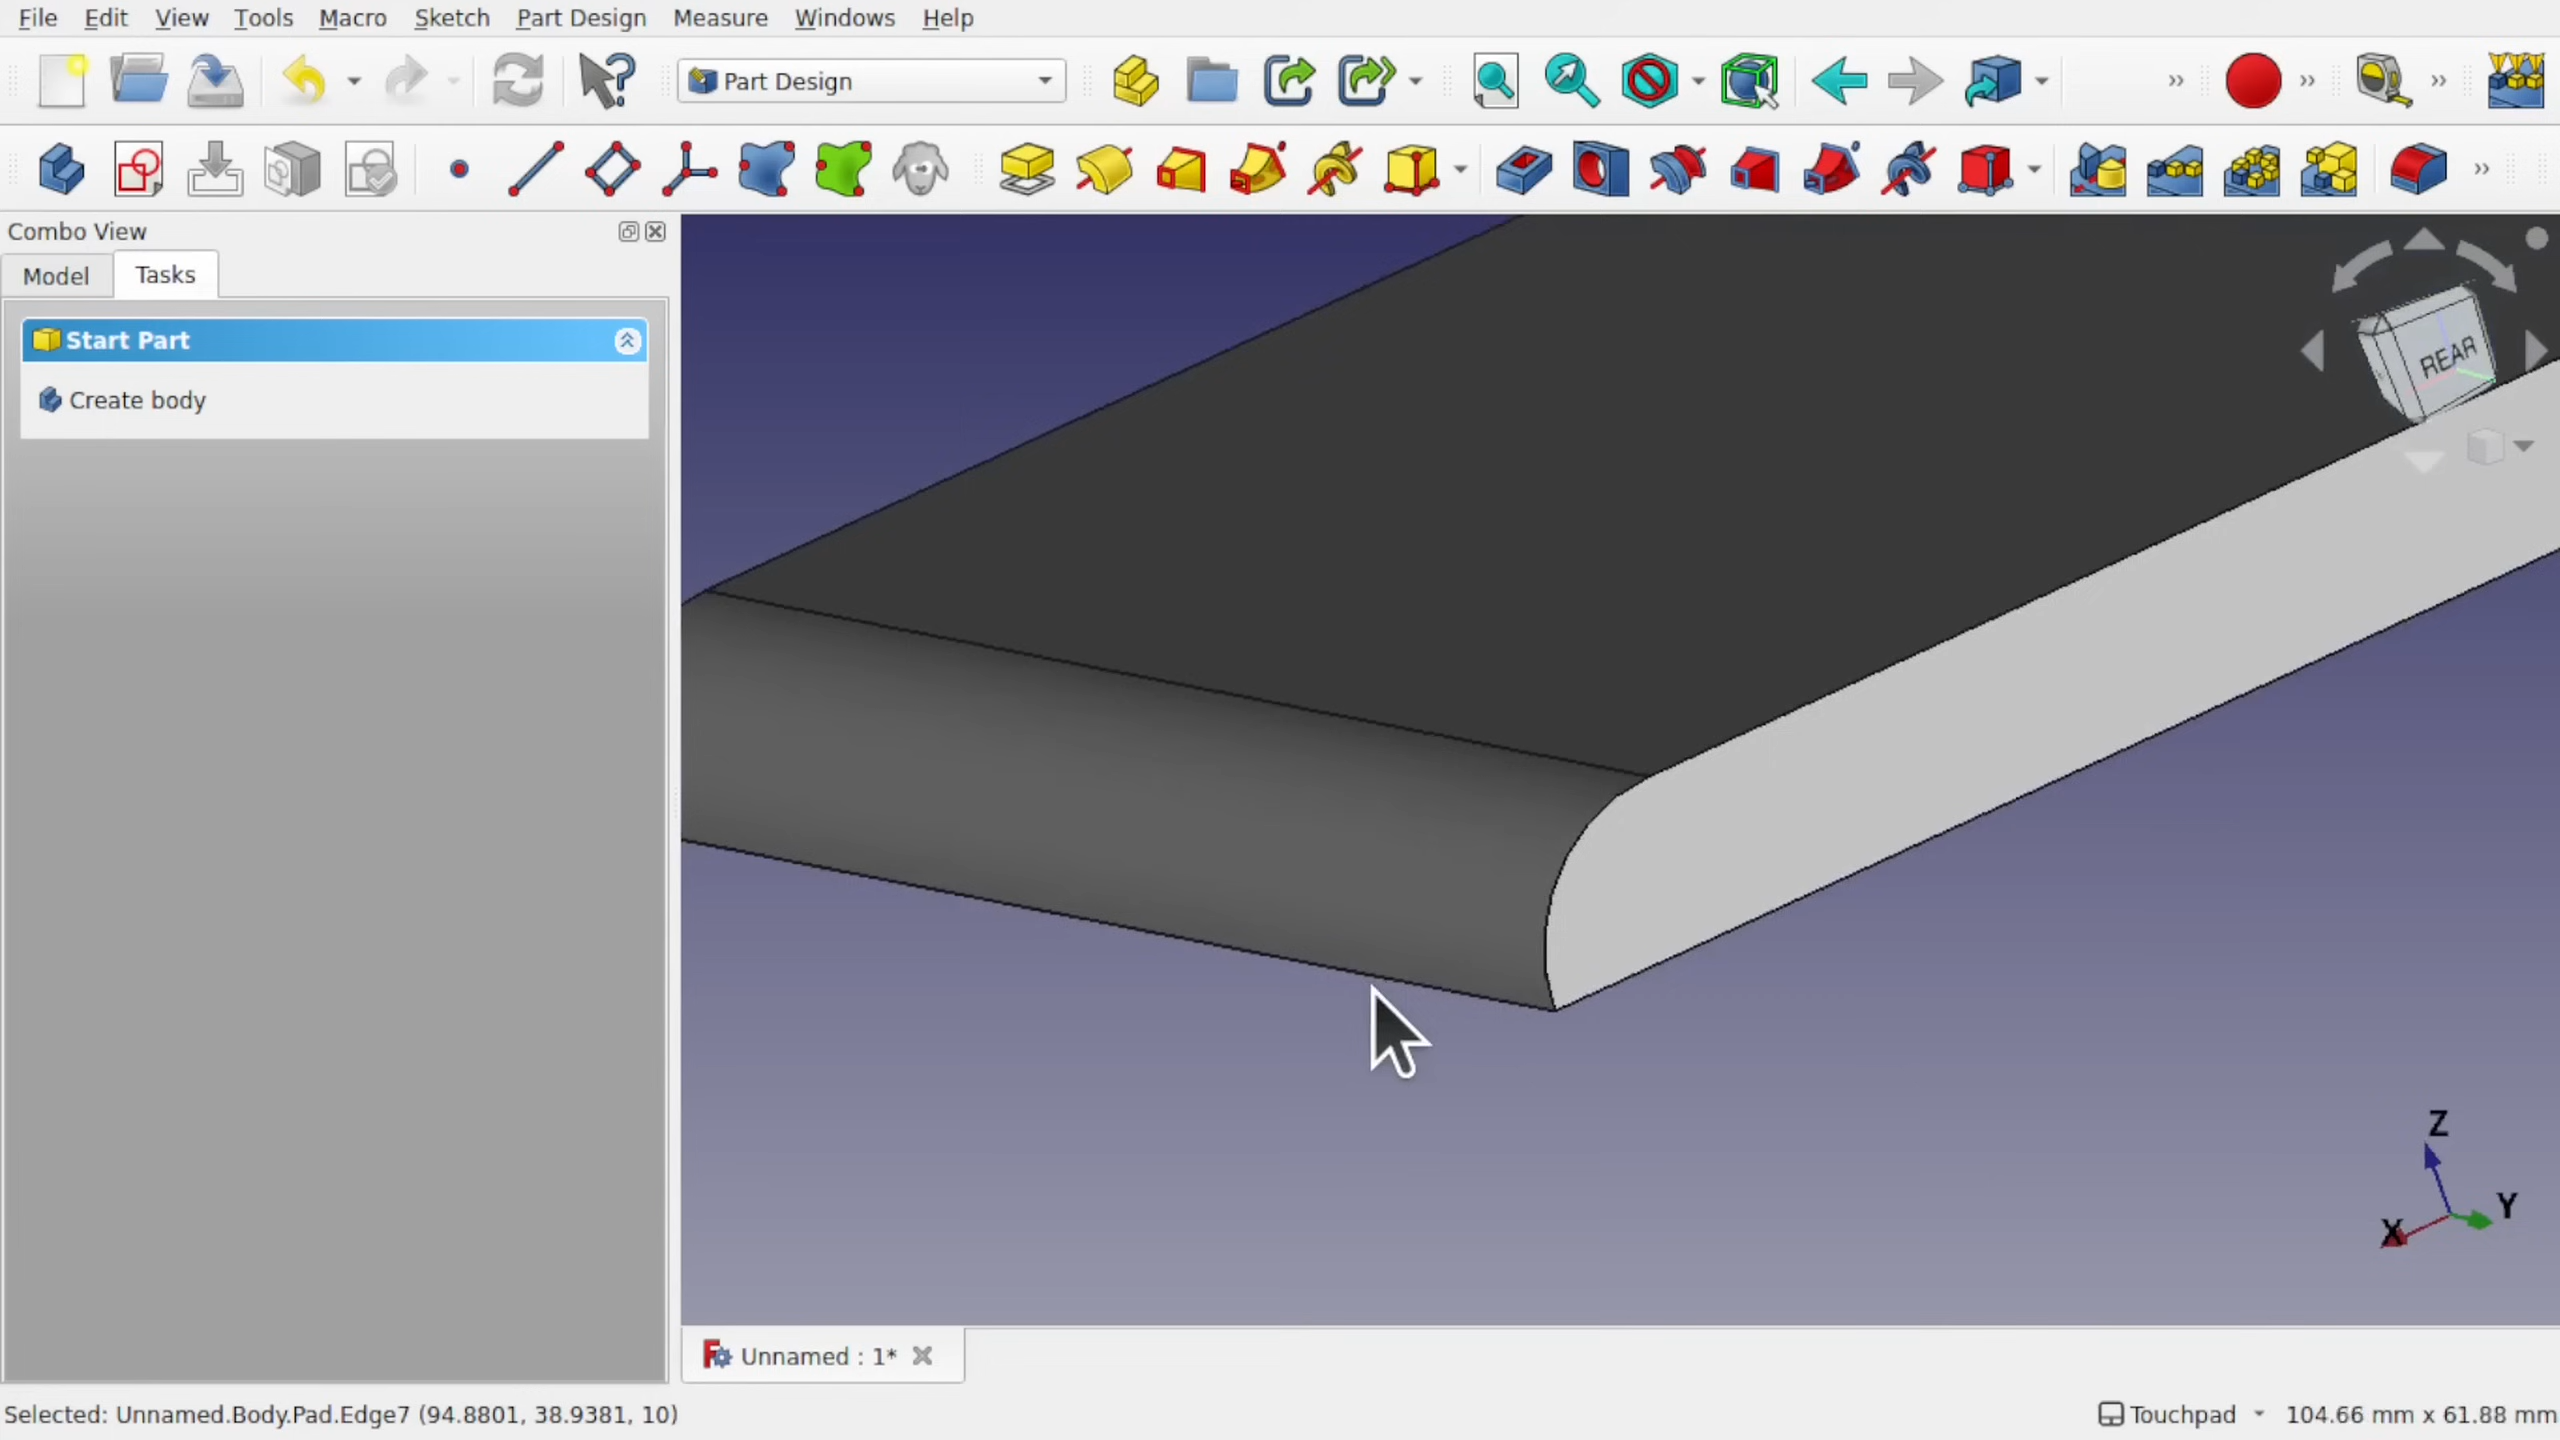 File Edit View Tools Macro Sketch Part Design Measure Windows Help
Part Design
Combo View
Model Tasks
Start Part
Create body
REAR
Z
Y
X
Unnamed : 1*
Selected: Unnamed.Body.Pad.Edge7 (94.8801, 38.9381, 10) Touchpad 104.66 mm x 61.88 mm